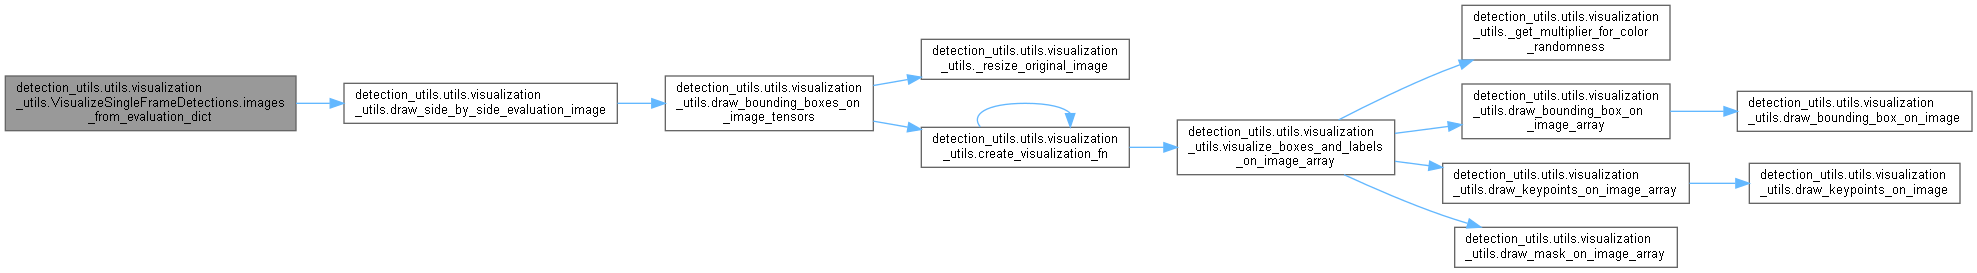 detection_utils.utils.visualization
_utils.VisualizeSingleFrameDetections.images
_from_evaluation_dict
detection_utils.utils.visualization
_utils.draw_side_by_side_evaluation_image
detection_utils.utils.visualization
_utils.draw_bounding_boxes_on
_image_tensors
detection_utils.utils.visualization
_utils._resize_original_image
detection_utils.utils.visualization
_utils.create_visualization_fn
detection_utils.utils.visualization
_utils.visualize_boxes_and_labels
_on_image_array
detection_utils.utils.visualization
_utils._get_multiplier_for_color
_randomness
detection_utils.utils.visualization
_utils.draw_bounding_box_on
_image_array
detection_utils.utils.visualization
_utils.draw_bounding_box_on_image
detection_utils.utils.visualization
_utils.draw_keypoints_on_image_array
detection_utils.utils.visualization
_utils.draw_keypoints_on_image
detection_utils.utils.visualization
_utils.draw_mask_on_image_array